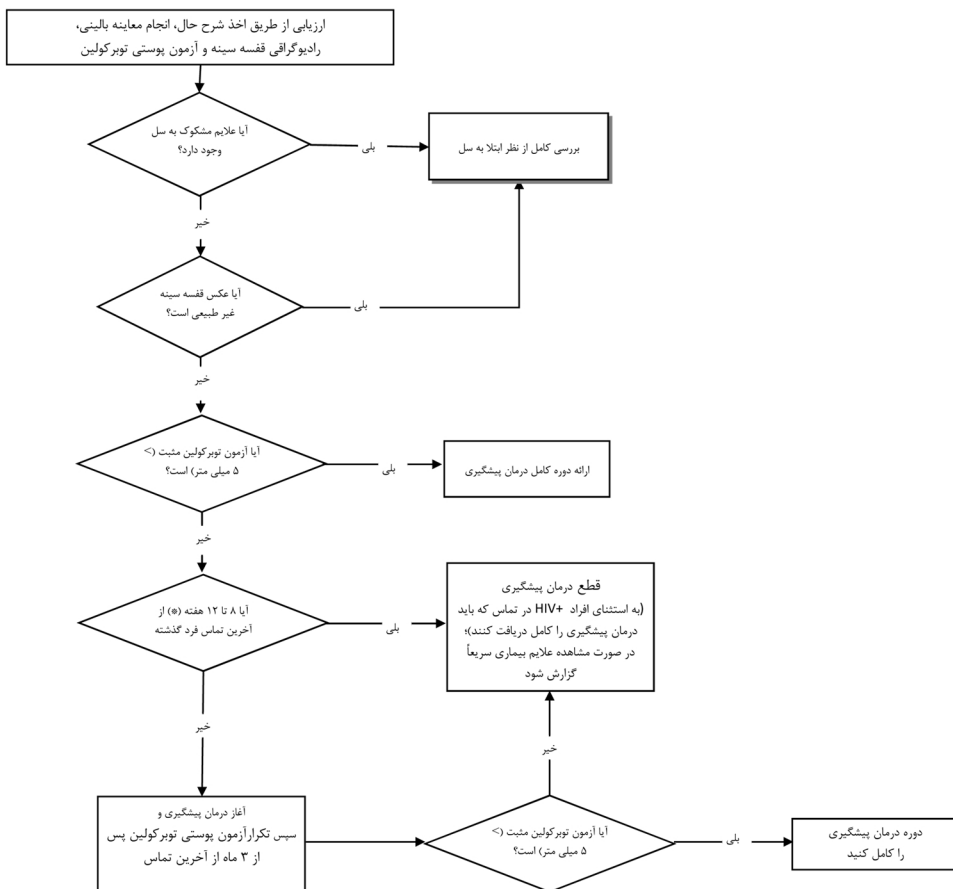 ارزیابی از طریق اخذ شرح حال، انجام معاینه بالینی،
رادیوگرافی قفسه سینه و آزمون پوستی توبرکولین
آیا علایم مشکوک به سل
وجود دارد؟
بلی
بررسی کامل از نظر ابتلا به سل
خیر
آیا عکس قفسه سینه
غیر طبیعی است؟
بلی
خیر
آیا آزمون توبرکولین مثبت (>
۵ میلی متر) است؟
بلی
ارائه دوره کامل درمان پیشگیری
خیر
آیا ۸ تا ۱۲ هفته (*) از
آخرین تماس فرد گذشته
بلی
قطع درمان پیشگیری
(به استثنای افراد +HIV در تماس که باید
درمان پیشگیری را کامل دریافت کنند)؛
در صورت مشاهده علایم بیماری سریعاً
گزارش شود
خیر
خیر
آغاز درمان پیشگیری و
سپس تکرارآزمون پوستی توبرکولین پس
از ۳ ماه از آخرین تماس
آیا آزمون توبرکولین مثبت (>
۵ میلی متر) است؟
بلی
دوره درمان پیشگیری
را کامل کنید